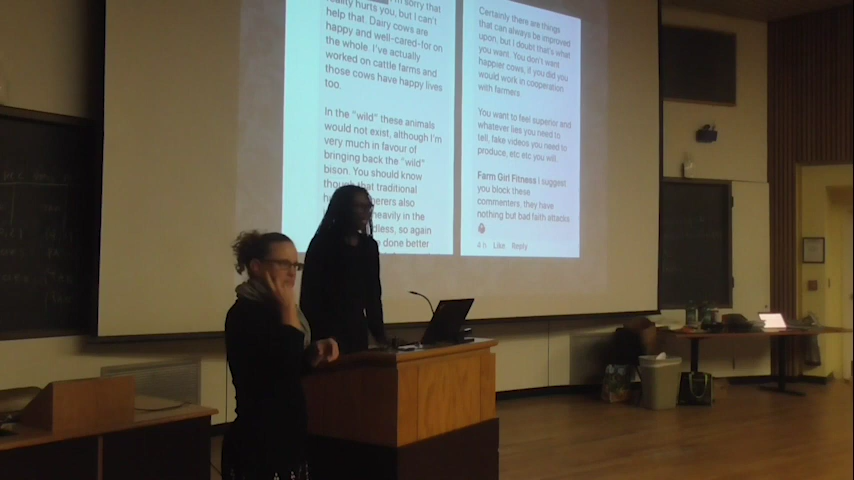 sorry that
reality hurts you, but I can't
help that. Dairy cows are
happy and well-cared-for on
the whole. I've actually
worked on cattle farms and
those cows have happy lives
too.
In the "wild" these animals
would not exist, although I'm
very much in favour of
bringing back the "wild"
bison. You should know
though that traditional
heavily in the
so again
done better
Certainly there are things
that can always be improved
upon, but I doubt that's what
you want. You don't want
happier cows, if you did you
would work in cooperation
with farmers
You want to feel superior and
whatever lies you need to
tell, fake videos you need to
produce, etc etc you will.
Farm Girl Fitness I suggest
you block these
commenters, they have
nothing but bad faith attacks
4 h Like Reply